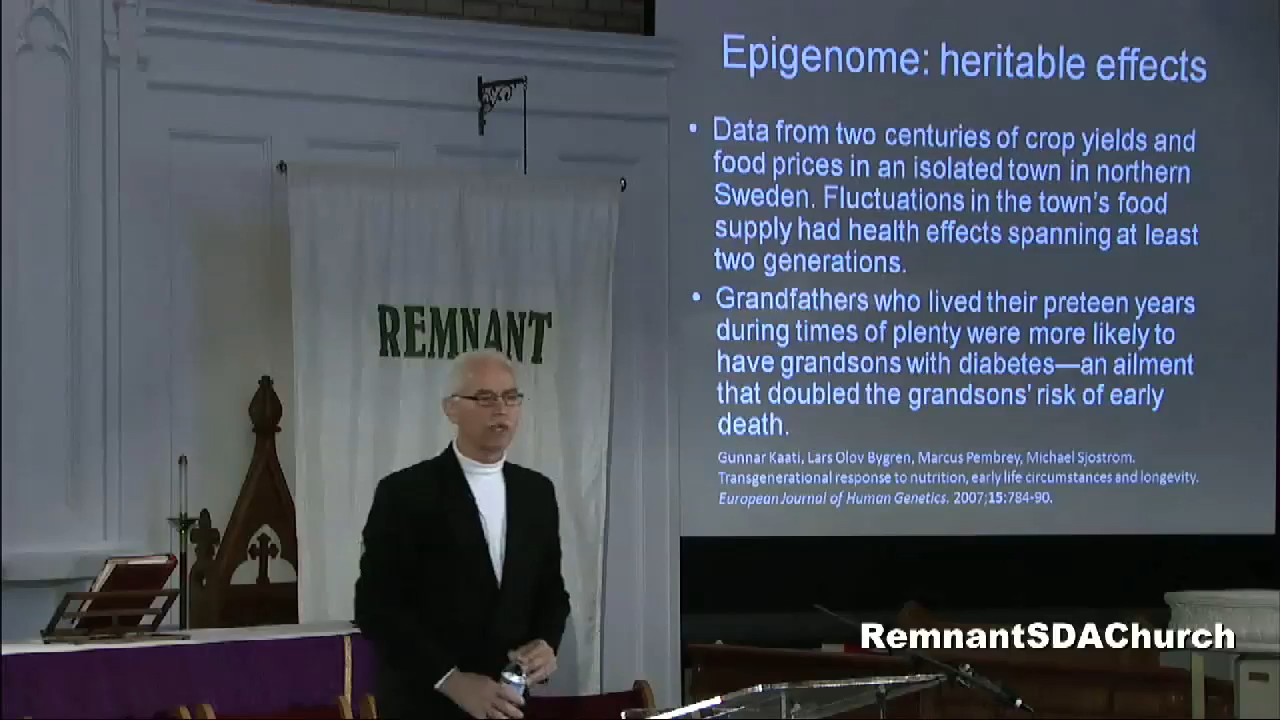 Epigenome: heritable effects
• Data from two centuries of crop yields and
food prices in an isolated town in northern
Sweden. Fluctuations in the town's food
supply had health effects spanning at least
two generations.
• Grandfathers who lived their preteen years
during times of plenty were more likely to
have grandsons with diabetes—an ailment
that doubled the grandsons' risk of early
death.
Gunnar Kaati, Lars Olov Bygren, Marcus Pembrey, Michael Sjostrom.
Transgenerational response to nutrition, early life circumstances and longevity.
European Journal of Human Genetics. 2007;15:784-90.
REMNANT
RemnantSDAChurch